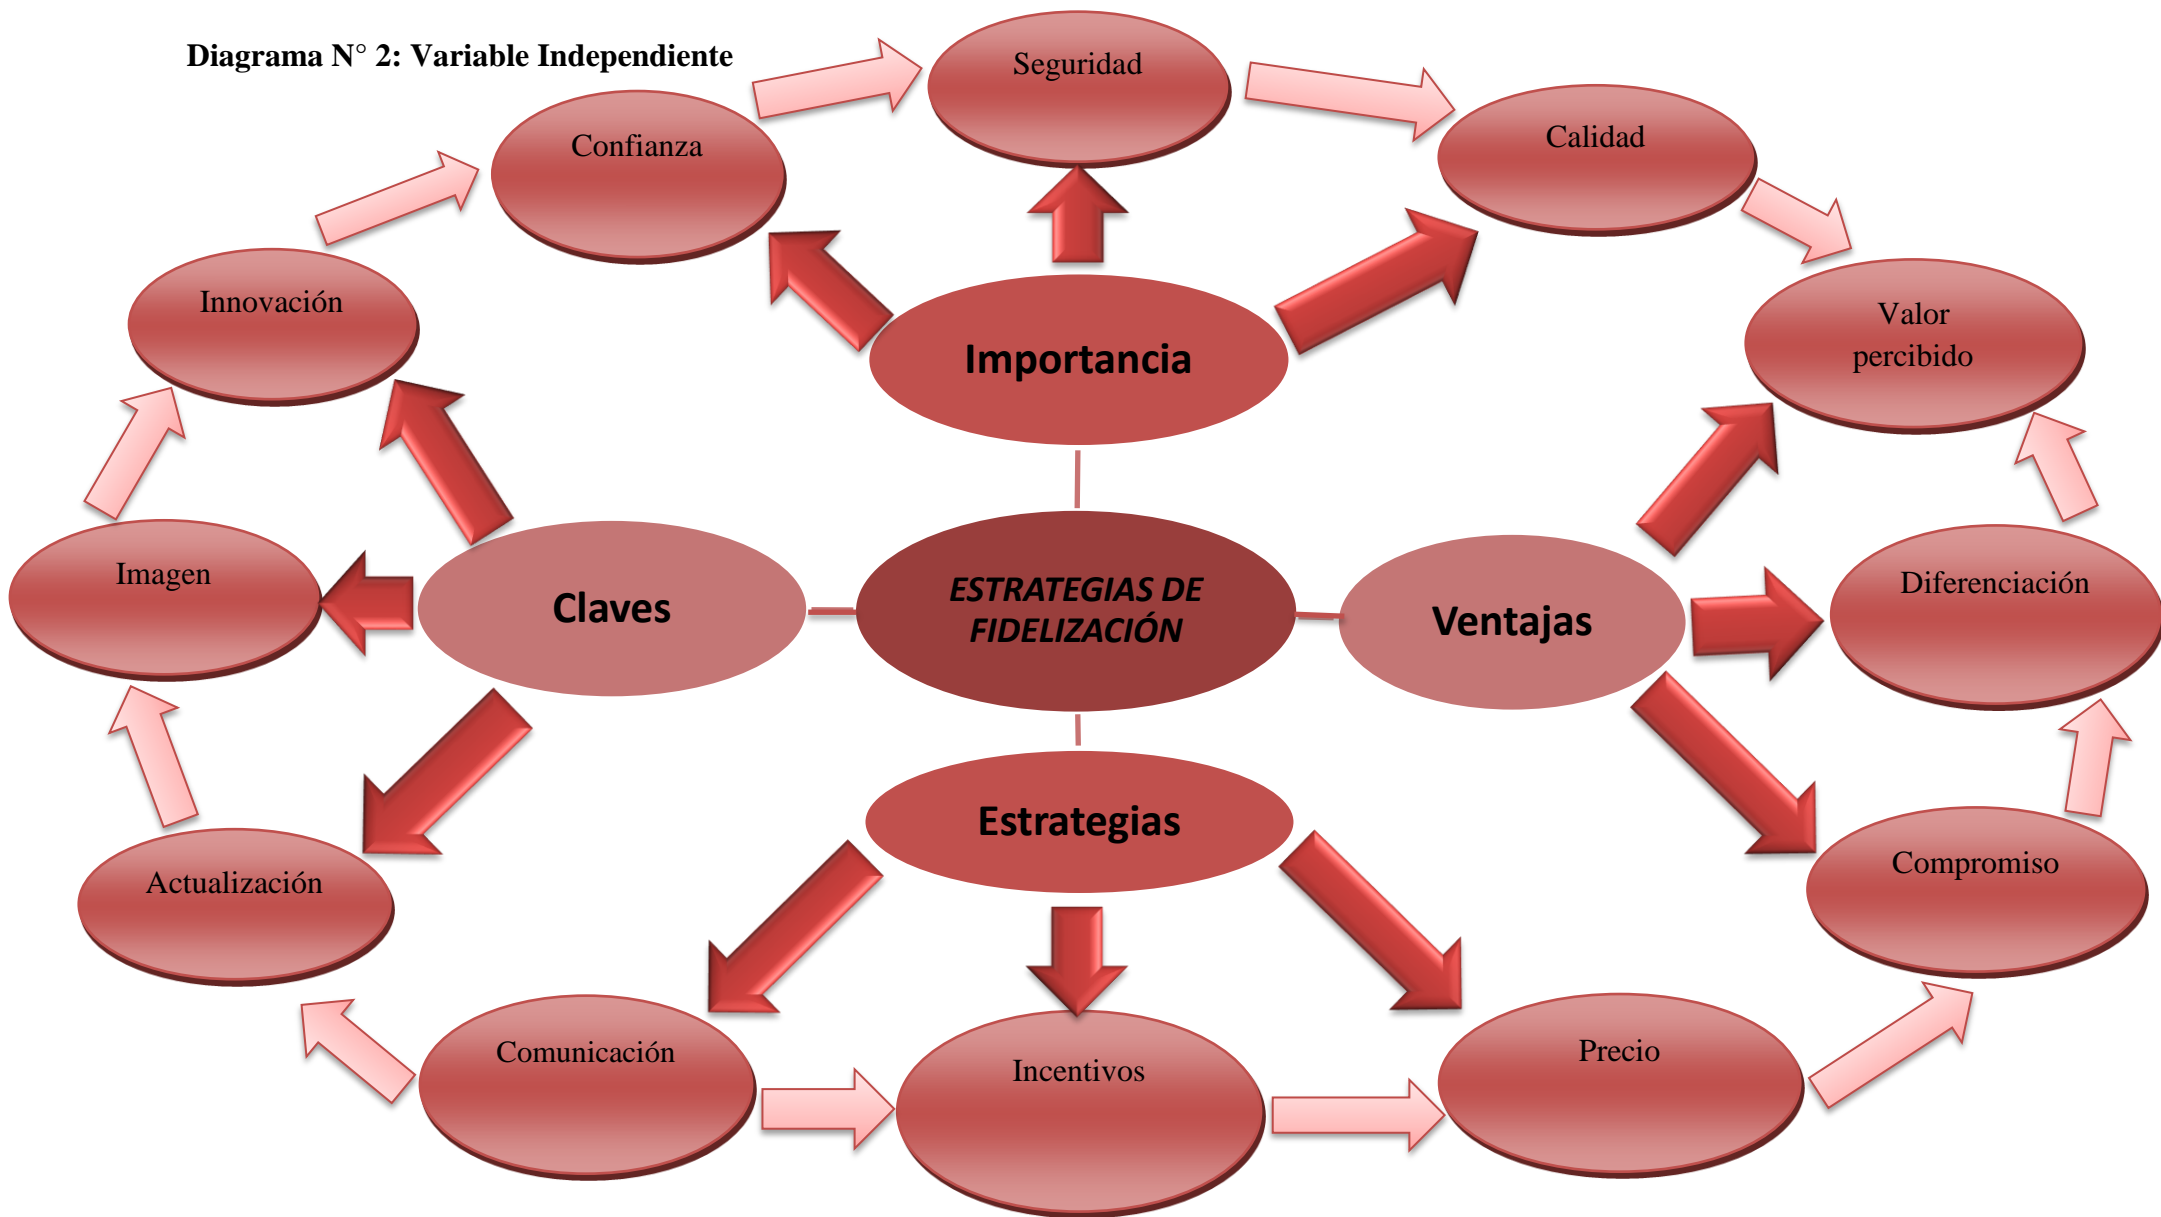 Diagrama N° 2: Variable Independiente
Seguridad
Confianza
Calidad
Innovación
Valor
percibido
Importancia
Imagen
Claves
ESTRATEGIAS DE
FIDELIZACIÓN
Ventajas
Diferenciación
Estrategias
Actualización
Compromiso
Comunicación
Incentivos
Precio